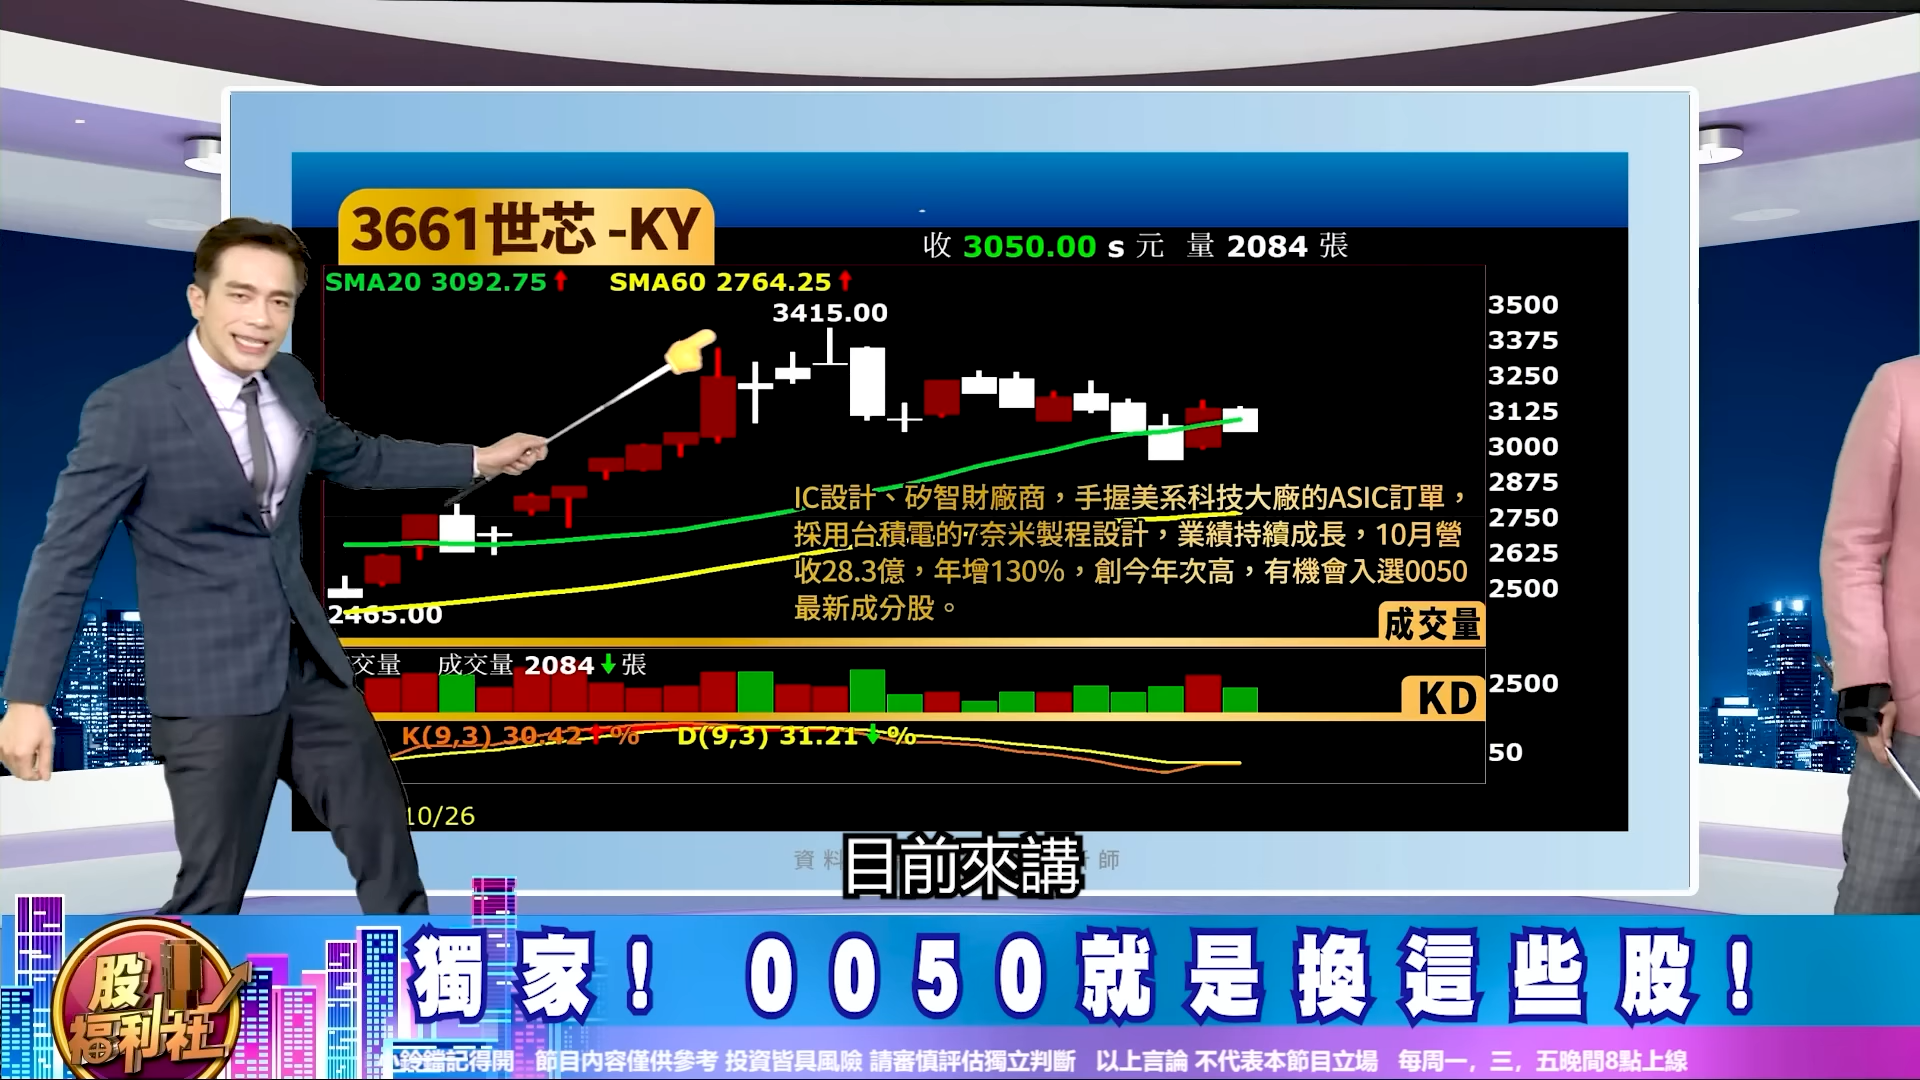 3661世芯-KY
收 3050.00 s 元 量 2084 張
SMA20 3092.75↑ SMA60 2764.25↑
3415.00
3500
3375
3250
3125
3000
2875
2750
2625
2500
IC設計、矽智財廠商，手握美系科技大廠的ASIC訂單，
採用台積電的7奈米製程設計，業績持續成長，10月營
收28.3億，年增130%，創今年次高，有機會入選0050
最新成分股。
2465.00
成交量
交量 成交量 2084↓張
2500
KD
K(9,3) 30.42↑% D(9,3) 31.21↓%
50
10/26
資料 師
目前來講
獨家! 0050就是換這些股!
股
福利社
小鈴鐺記得開 節目內容僅供參考 投資皆具風險 請審慎評估獨立判斷 以上言論 不代表本節目立場 每周一，三，五晚間8點上線